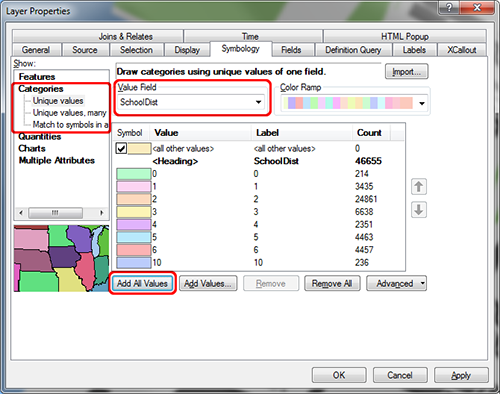 Layer Properties
Joins & Relates Time HTML Popup
General Source Selection Display Symbology Fields Definition Query Labels XCallout
Show:
Features
Categories
Unique values
Unique values, many
Match to symbols in a
Quantities
Charts
Multiple Attributes
Draw categories using unique values of one field.
Import...
Value Field
SchoolDist
Color Ramp
Symbol Value Label Count
<all other values> <all other values> 0
<Heading> SchoolDist 46655
0 0 214
1 1 3435
2 2 24861
3 3 6638
4 4 2351
5 5 4463
6 6 4457
10 10 236
Add All Values Add Values... Remove Remove All Advanced
OK Cancel Apply